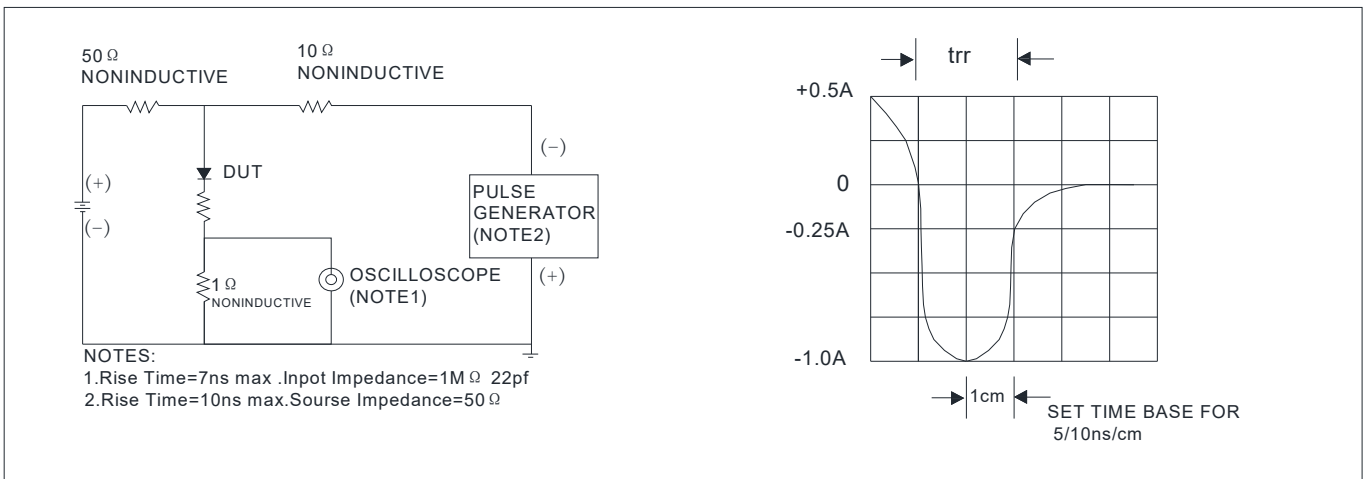 50 Ω
NONINDUCTIVE
10 Ω
NONINDUCTIVE
(+)
(−)
DUT
1 Ω
NONINDUCTIVE
OSCILLOSCOPE
(NOTE1)
(−)
PULSE
GENERATOR
(NOTE2)
(+)
NOTES:
1.Rise Time=7ns max .Inpot Impedance=1M Ω 22pf
2.Rise Time=10ns max.Sourse Impedance=50 Ω
trr
+0.5A
0
-0.25A
-1.0A
1cm
SET TIME BASE FOR
5/10ns/cm